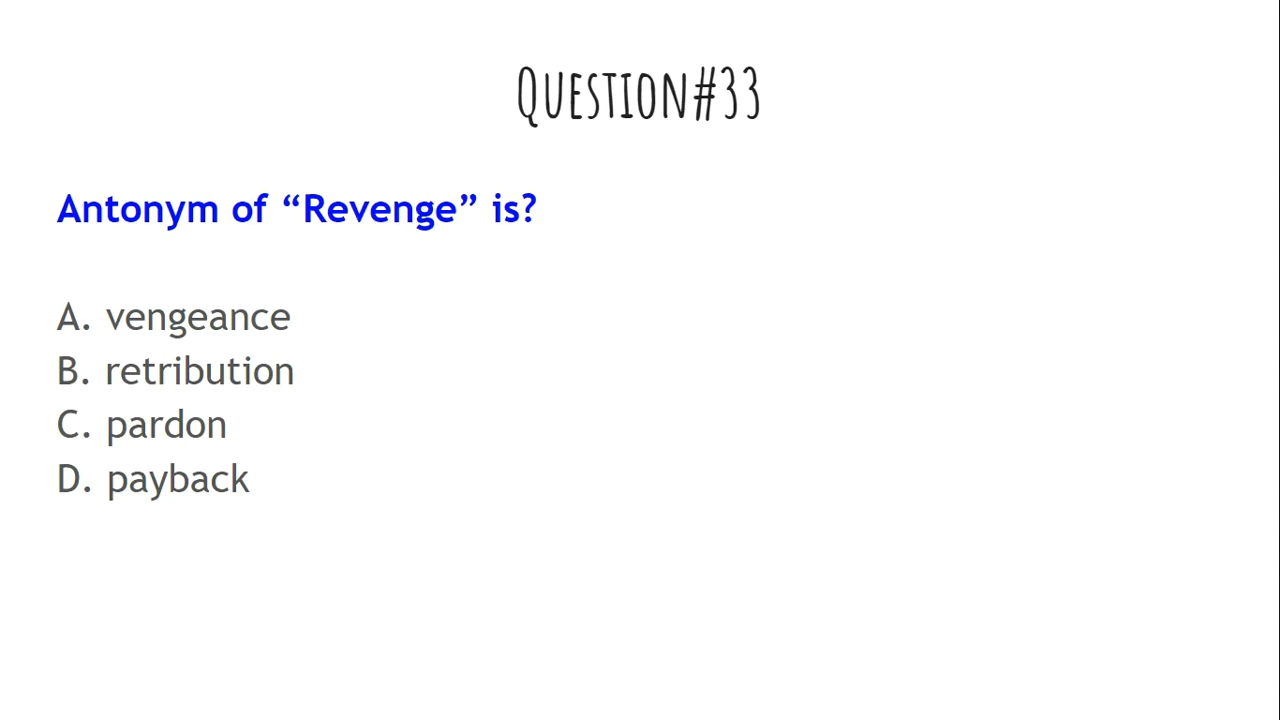 Question#33
Antonym of “Revenge” is?
A. vengeance
B. retribution
C. pardon
D. payback